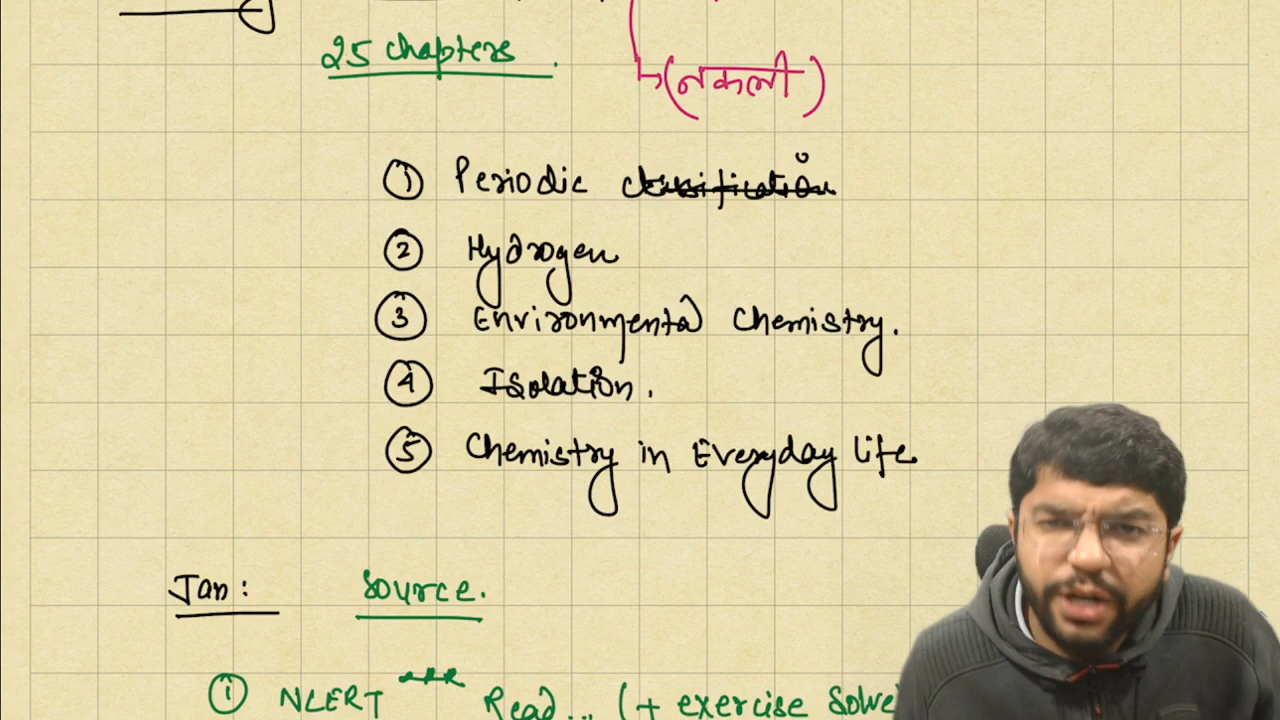 25 chapters.
(नकली)
① Periodic classification
② Hydrogen
③ Environmental Chemistry.
④ Isolation.
⑤ Chemistry in Everyday life
Jan: Source.
① NCERT *** Read... (+ exercise Solve